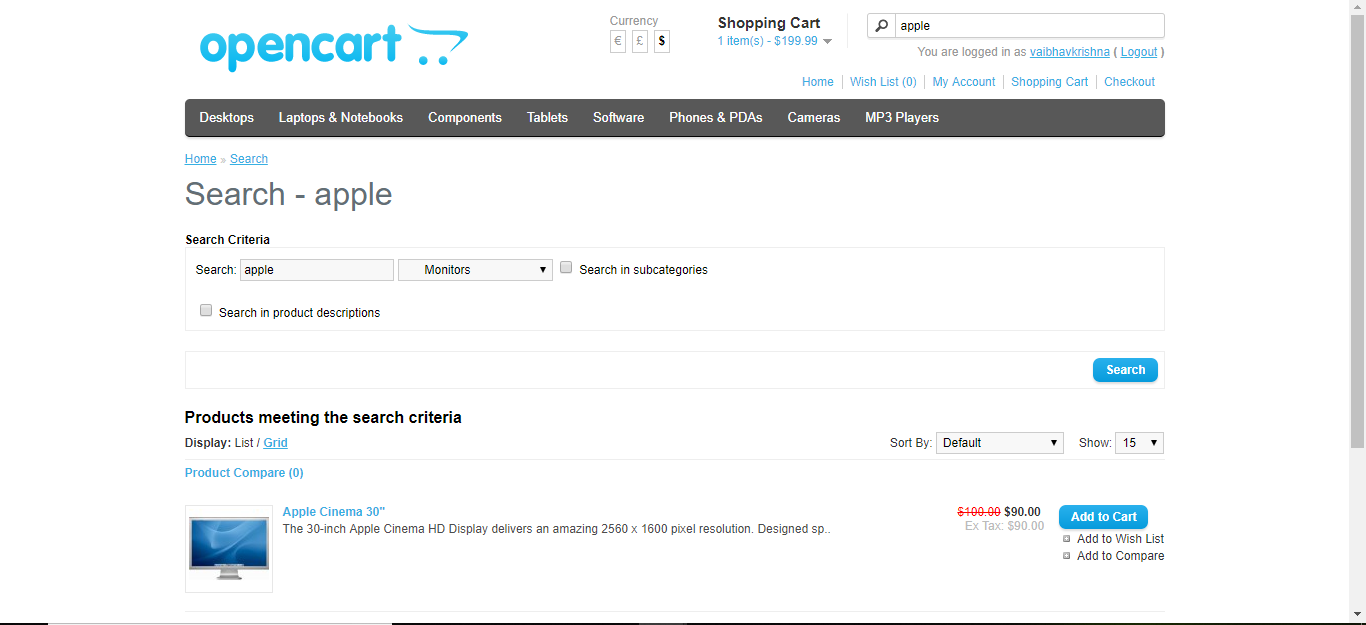 opencart
Currency
€ £ $
Shopping Cart
1 item(s) - $199.99
apple
You are logged in as vaibhavkrishna ( Logout )
Home Wish List (0) My Account Shopping Cart Checkout
Desktops Laptops & Notebooks Components Tablets Software Phones & PDAs Cameras MP3 Players
Home » Search
Search - apple
Search Criteria
Search: apple Monitors Search in subcategories
Search in product descriptions
Search
Products meeting the search criteria
Display: List / Grid Sort By: Default Show: 15
Product Compare (0)
Apple Cinema 30" $100.00 $90.00 Add to Cart
The 30-inch Apple Cinema HD Display delivers an amazing 2560 x 1600 pixel resolution. Designed sp.. Ex Tax: $90.00
Add to Wish List
Add to Compare